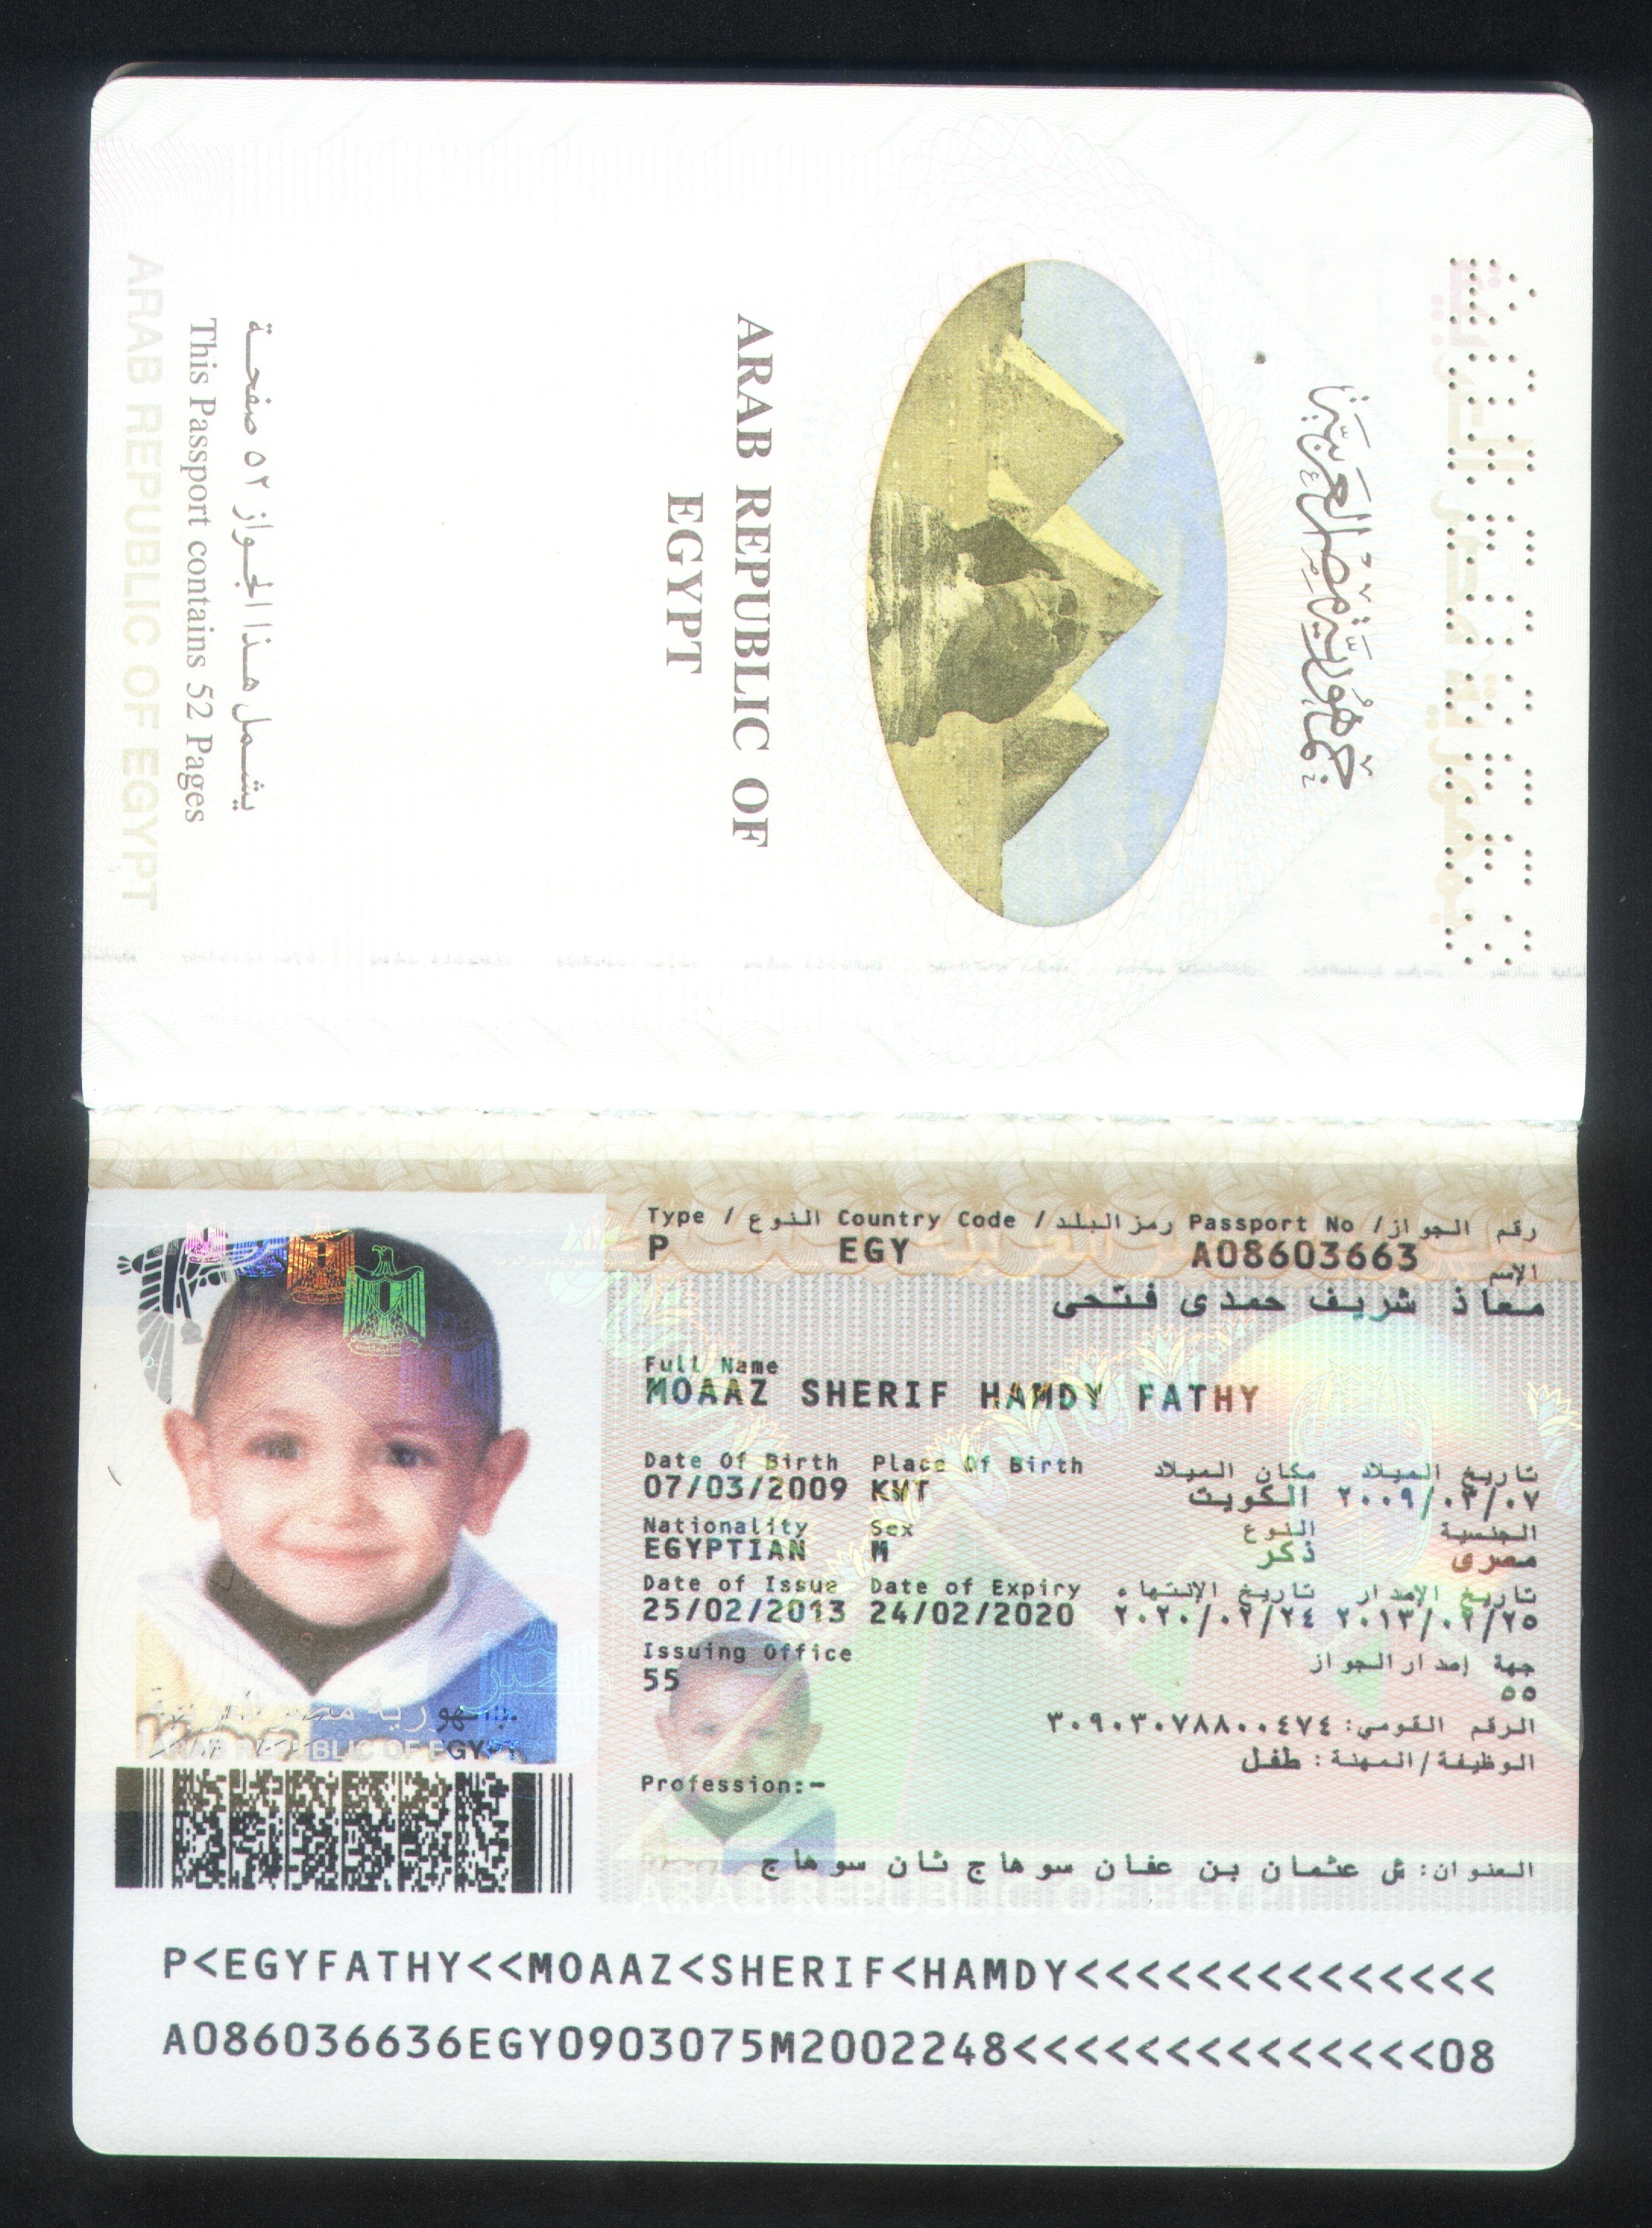 جمهورية مصر العربية
ARAB REPUBLIC OF
EGYPT
يشمل هذا الجواز ٥٢ صفحة
This Passport contains 52 Pages
ARAB REPUBLIC OF EGYPT
Type / النوع Country Code / رمز البلد Passport No / رقم الجواز
P EGY A08603663
الإسم
معاذ شريف حمدى فتحى
Full Name
MOAAZ SHERIF HAMDY FATHY
Date Of Birth Place Of Birth مكان الميلاد تاريخ الميلاد
07/03/2009 KWT الكويت ٢٠٠٩/٠٣/٠٧
Nationality Sex النوع الجنسية
EGYPTIAN M ذكر مصرى
Date of Issue Date of Expiry تاريخ الإنتهاء تاريخ الإصدار
25/02/2013 24/02/2020 ٢٠٢٠/٠٢/٢٤ ٢٠١٣/٠٢/٢٥
Issuing Office جهة إصدار الجواز
55 ٥٥
الرقم القومي: ٣٠٩٠٣٠٧٨٨٠٠٤٧٤
الوظيفة/المهنة: طفل
Profession:-
العنوان: ش عثمان بن عفان سوهاج ثان سوهاج
ARAB REPUBLIC OF EGYPT
P<EGYFATHY<<MOAAZ<SHERIF<HAMDY<<<<<<<<<<<<<<
A086036636EGY0903075M2002248<<<<<<<<<<<<<<08